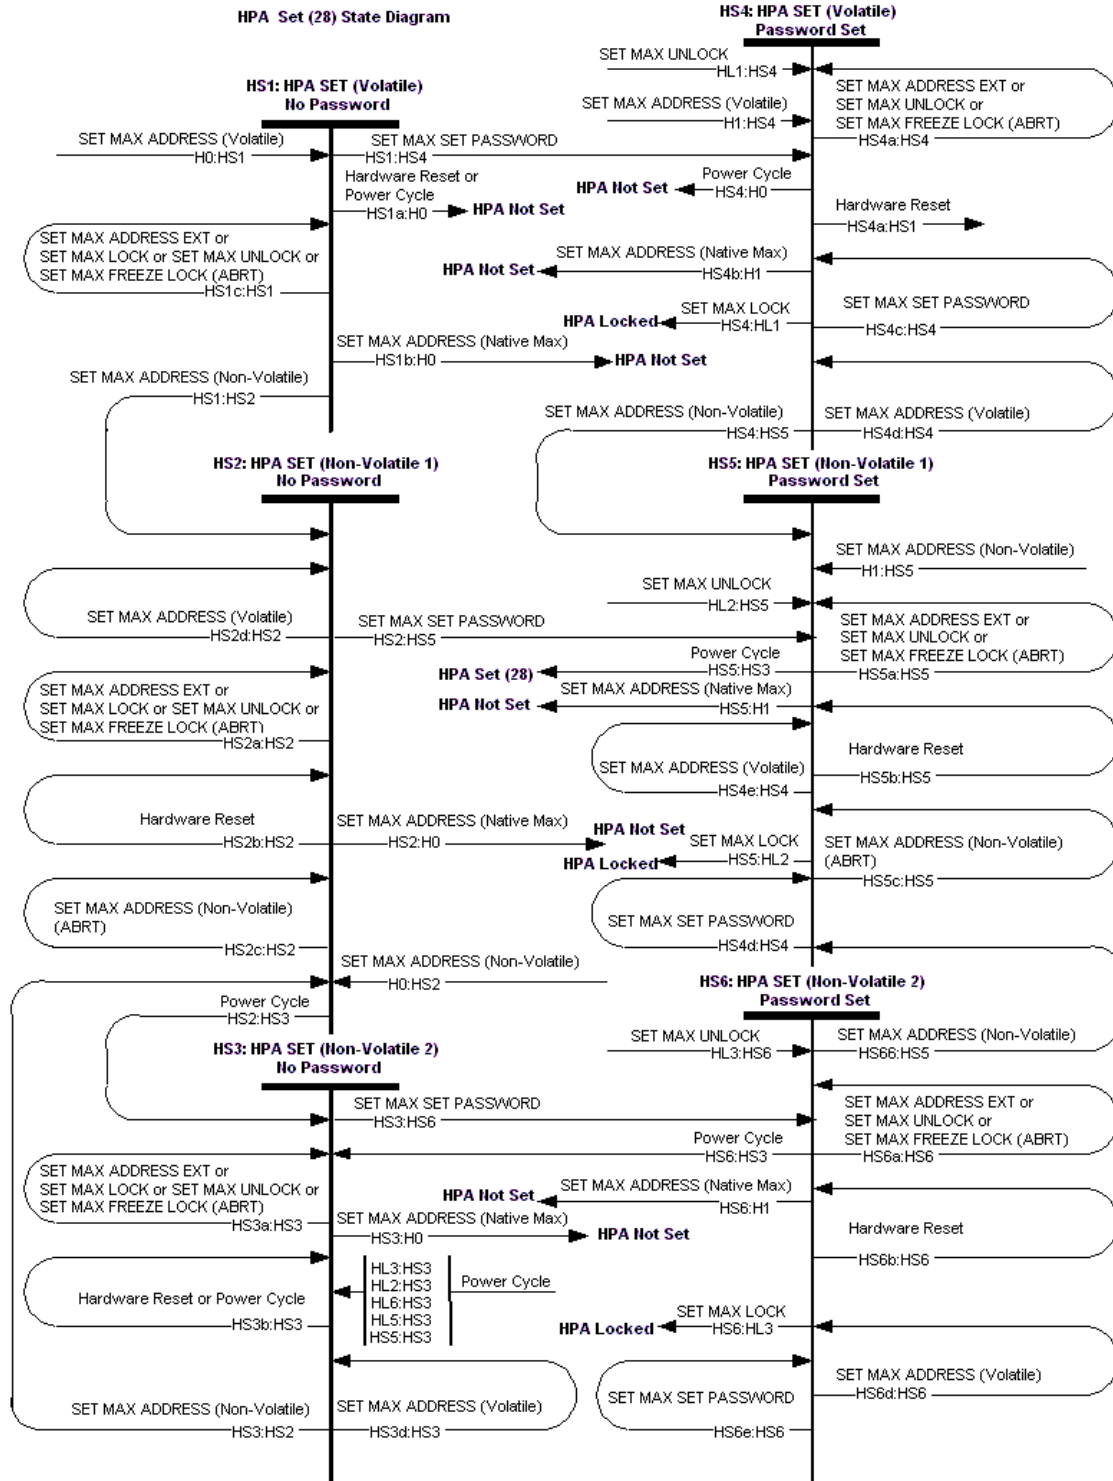 HPA Set (28) State Diagram
HS1: HPA SET (Volatile)
No Password
SET MAX ADDRESS (Volatile)
H0:HS1
SET MAX SET PASSWORD
HS1:HS4
Hardware Reset or
Power Cycle
HS1a:H0
HPA Not Set
SET MAX ADDRESS EXT or
SET MAX LOCK or SET MAX UNLOCK or
SET MAX FREEZE LOCK (ABRT)
HS1c:HS1
SET MAX ADDRESS (Native Max)
HS1b:H0
HPA Not Set
SET MAX ADDRESS (Non-Volatile)
HS1:HS2
HS4: HPA SET (Volatile)
Password Set
SET MAX UNLOCK
HL1:HS4
SET MAX ADDRESS (Volatile)
H1:HS4
SET MAX ADDRESS EXT or
SET MAX UNLOCK or
SET MAX FREEZE LOCK (ABRT)
HS4a:HS4
Power Cycle
HS4:H0
HPA Not Set
Hardware Reset
HS4a:HS1
SET MAX ADDRESS (Native Max)
HS4b:H1
HPA Not Set
SET MAX LOCK
HS4:HL1
HPA Locked
SET MAX SET PASSWORD
HS4c:HS4
SET MAX ADDRESS (Non-Volatile)
HS4:HS5
SET MAX ADDRESS (Volatile)
HS4d:HS4
HS2: HPA SET (Non-Volatile 1)
No Password
SET MAX ADDRESS (Volatile)
HS2d:HS2
SET MAX SET PASSWORD
HS2:HS5
SET MAX ADDRESS EXT or
SET MAX LOCK or SET MAX UNLOCK or
SET MAX FREEZE LOCK (ABRT)
HS2a:HS2
Hardware Reset
HS2b:HS2
SET MAX ADDRESS (Native Max)
HS2:H0
HPA Not Set
SET MAX ADDRESS (Non-Volatile)
(ABRT)
HS2c:HS2
SET MAX ADDRESS (Non-Volatile)
H0:HS2
Power Cycle
HS2:HS3
HS5: HPA SET (Non-Volatile 1)
Password Set
SET MAX ADDRESS (Non-Volatile)
H1:HS5
SET MAX UNLOCK
HL2:HS5
SET MAX ADDRESS EXT or
SET MAX UNLOCK or
SET MAX FREEZE LOCK (ABRT)
HS5a:HS5
Power Cycle
HS5:HS3
HPA Set (28)
SET MAX ADDRESS (Native Max)
HS5:H1
HPA Not Set
SET MAX ADDRESS (Volatile)
HS4e:HS4
Hardware Reset
HS5b:HS5
SET MAX LOCK
HS5:HL2
HPA Locked
SET MAX ADDRESS (Non-Volatile)
(ABRT)
HS5c:HS5
SET MAX SET PASSWORD
HS4d:HS4
HS3: HPA SET (Non-Volatile 2)
No Password
SET MAX SET PASSWORD
HS3:HS6
SET MAX ADDRESS EXT or
SET MAX LOCK or SET MAX UNLOCK or
SET MAX FREEZE LOCK (ABRT)
HS3a:HS3
SET MAX ADDRESS (Native Max)
HS3:H0
HPA Not Set
Hardware Reset or Power Cycle
HS3b:HS3
HL3:HS3
HL2:HS3
HL6:HS3
HL5:HS3
HS5:HS3
Power Cycle
SET MAX ADDRESS (Non-Volatile)
HS3:HS2
SET MAX ADDRESS (Volatile)
HS3d:HS3
HS6: HPA SET (Non-Volatile 2)
Password Set
SET MAX UNLOCK
HL3:HS6
SET MAX ADDRESS (Non-Volatile)
HS66:HS5
SET MAX ADDRESS EXT or
SET MAX UNLOCK or
SET MAX FREEZE LOCK (ABRT)
HS6a:HS6
Power Cycle
HS6:HS3
SET MAX ADDRESS (Native Max)
HS6:H1
HPA Not Set
Hardware Reset
HS6b:HS6
SET MAX LOCK
HS6:HL3
HPA Locked
SET MAX ADDRESS (Volatile)
HS6d:HS6
SET MAX SET PASSWORD
HS6e:HS6